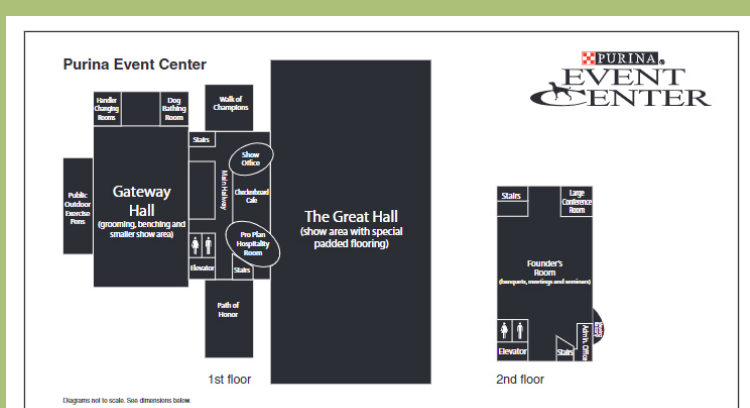 Purina Event Center
PURINA®
EVENT
CENTER
Handler
Changing
Rooms
Dog
Bathing
Room
Walk of
Champions
Stairs
Show
Office
Public
Outdoor
Exercise
Pens
Gateway
Hall
(grooming, benching and
smaller show area)
Main Hallway
Checkerboard
Cafe
The Great Hall
(show area with special
padded flooring)
Pro Plan
Hospitality
Room
Elevator
Stairs
Path of
Honor
1st floor
Stairs
Large
Conference
Room
Founder's
Room
(banquets, meetings and seminars)
Admin. Office
Elevator
Stairs
2nd floor
Diagrams not to scale. See dimensions below.